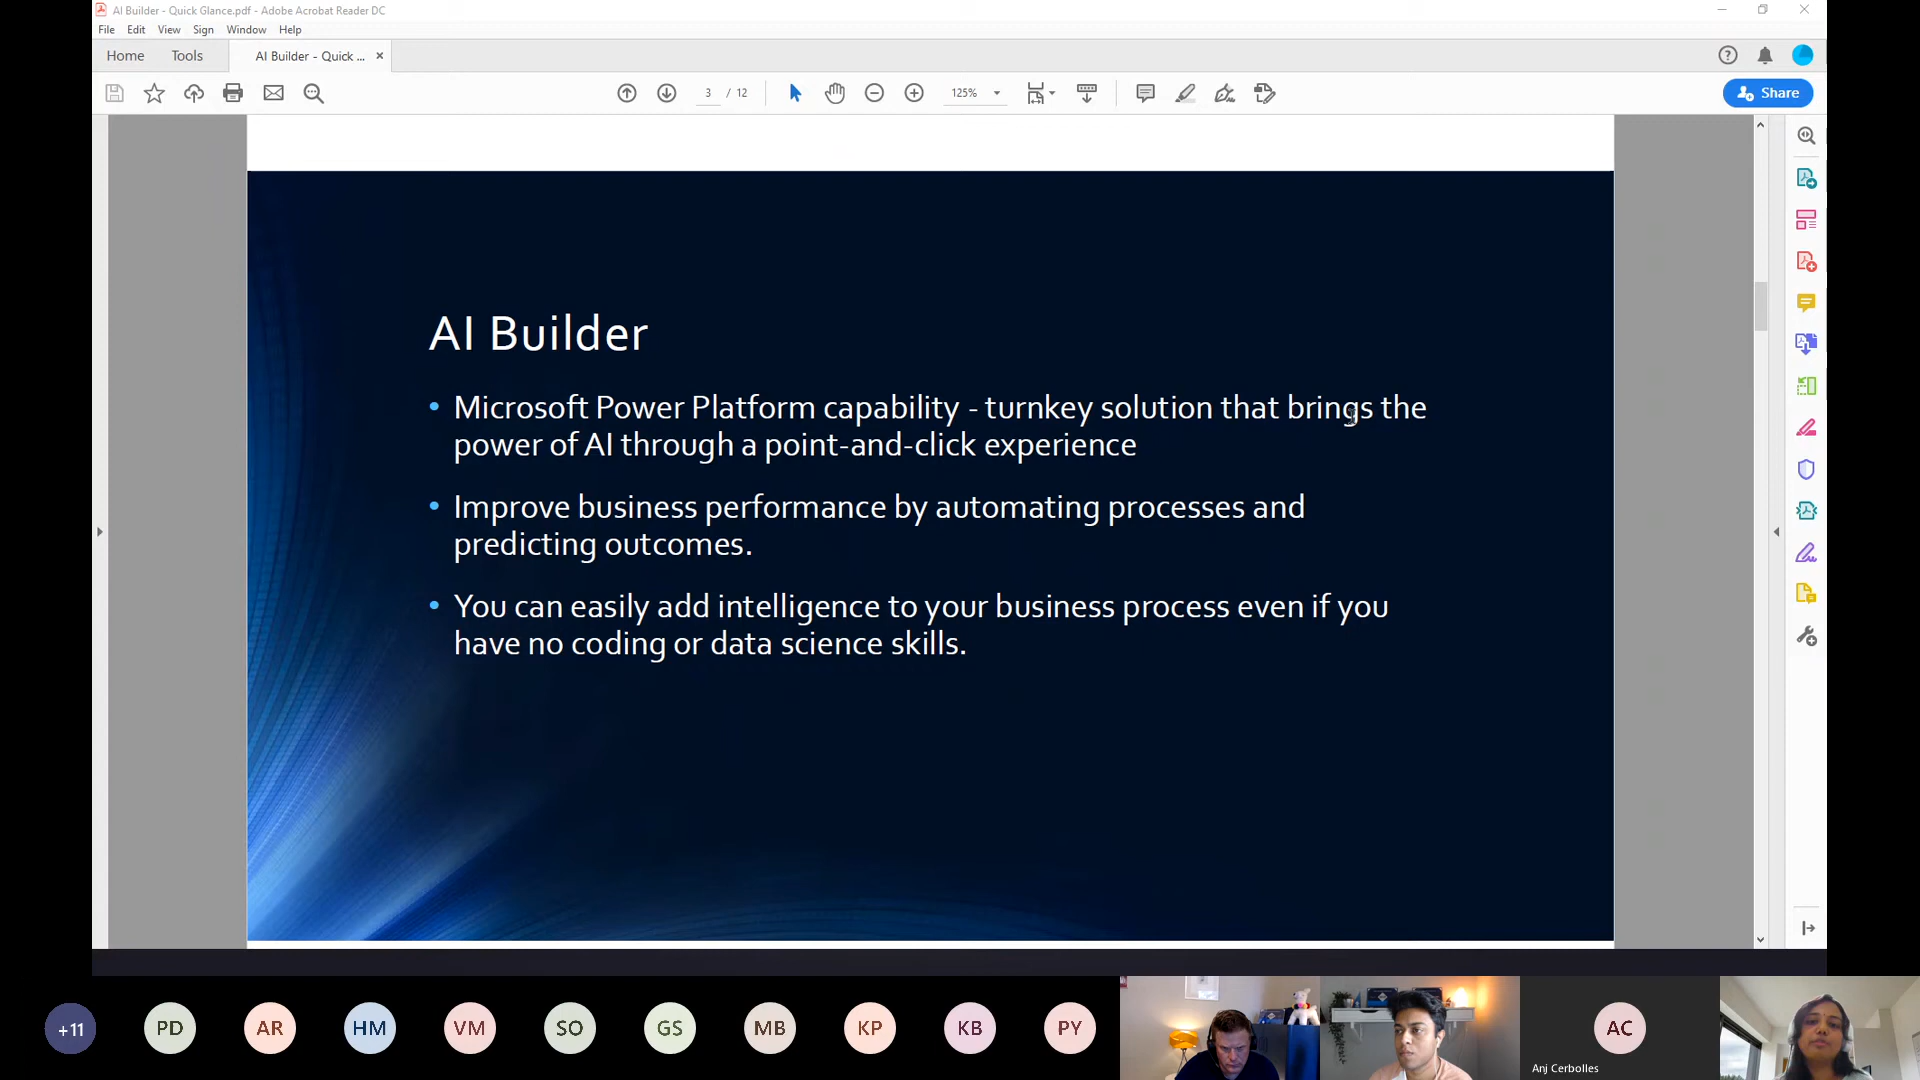 AI Builder - Quick Glance.pdf - Adobe Acrobat Reader DC
File Edit View Sign Window Help
Home Tools AI Builder - Quick ... ×
3 / 12 125% Share
AI Builder
• Microsoft Power Platform capability - turnkey solution that brings the
power of AI through a point-and-click experience
• Improve business performance by automating processes and
predicting outcomes.
• You can easily add intelligence to your business process even if you
have no coding or data science skills.
+11 PD AR HM VM SO GS MB KP KB PY AC
Anj Cerbolles